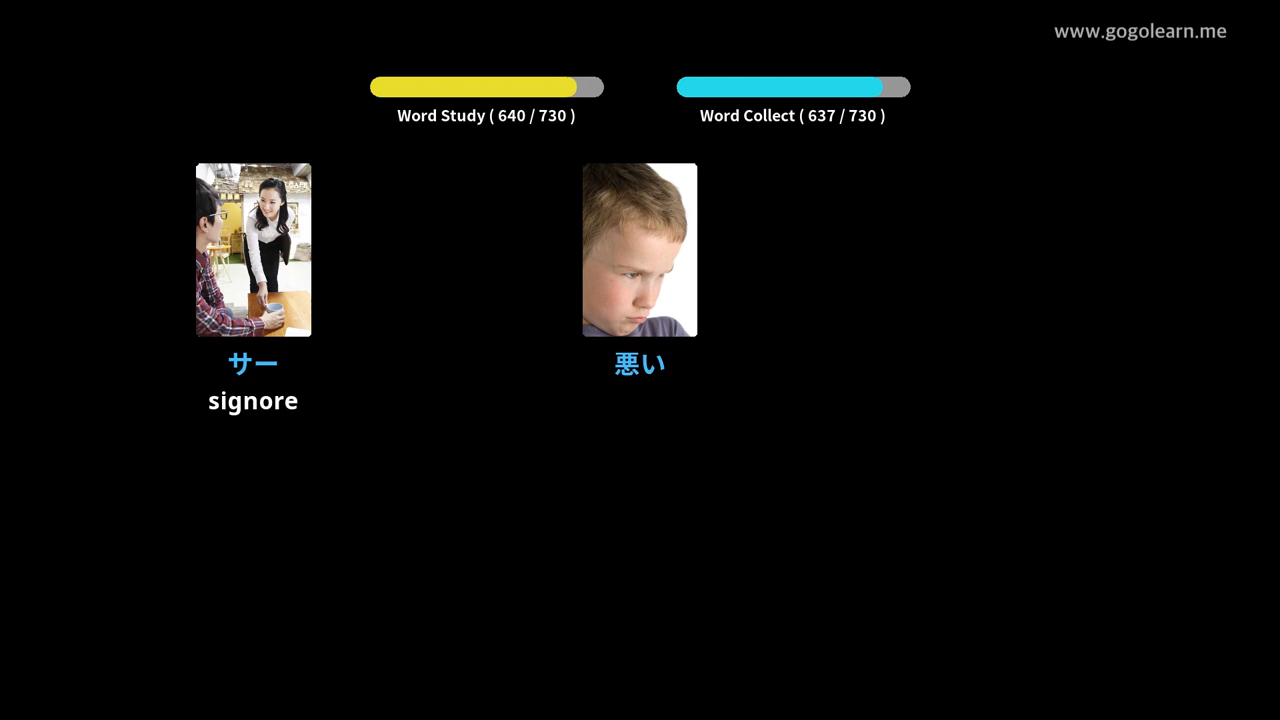 www.gogolearn.me
Word Study ( 640 / 730 )
Word Collect ( 637 / 730 )
サー
signore
悪い